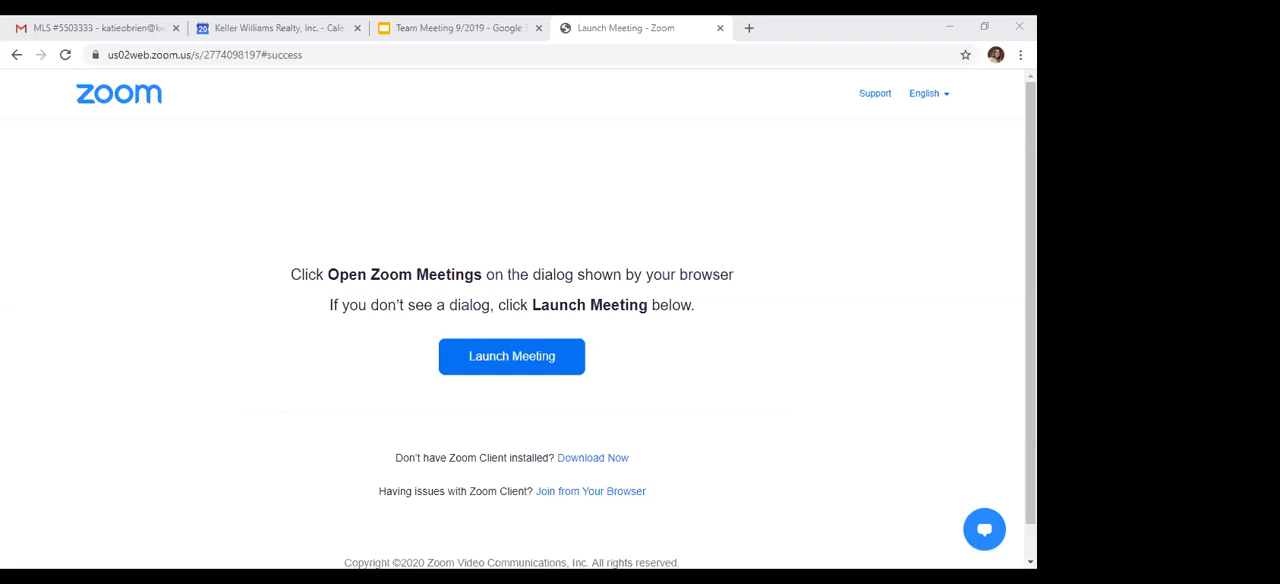 MLS #5503333 - katieobrien@kw
20 Keller Williams Realty, Inc. - Cale
Team Meeting 9/2019 - Google S
Launch Meeting - Zoom
us02web.zoom.us/s/2774098197#success
zoom
Support English
Click Open Zoom Meetings on the dialog shown by your browser
If you don't see a dialog, click Launch Meeting below.
Launch Meeting
Don't have Zoom Client installed? Download Now
Having issues with Zoom Client? Join from Your Browser
Copyright ©2020 Zoom Video Communications, Inc. All rights reserved.